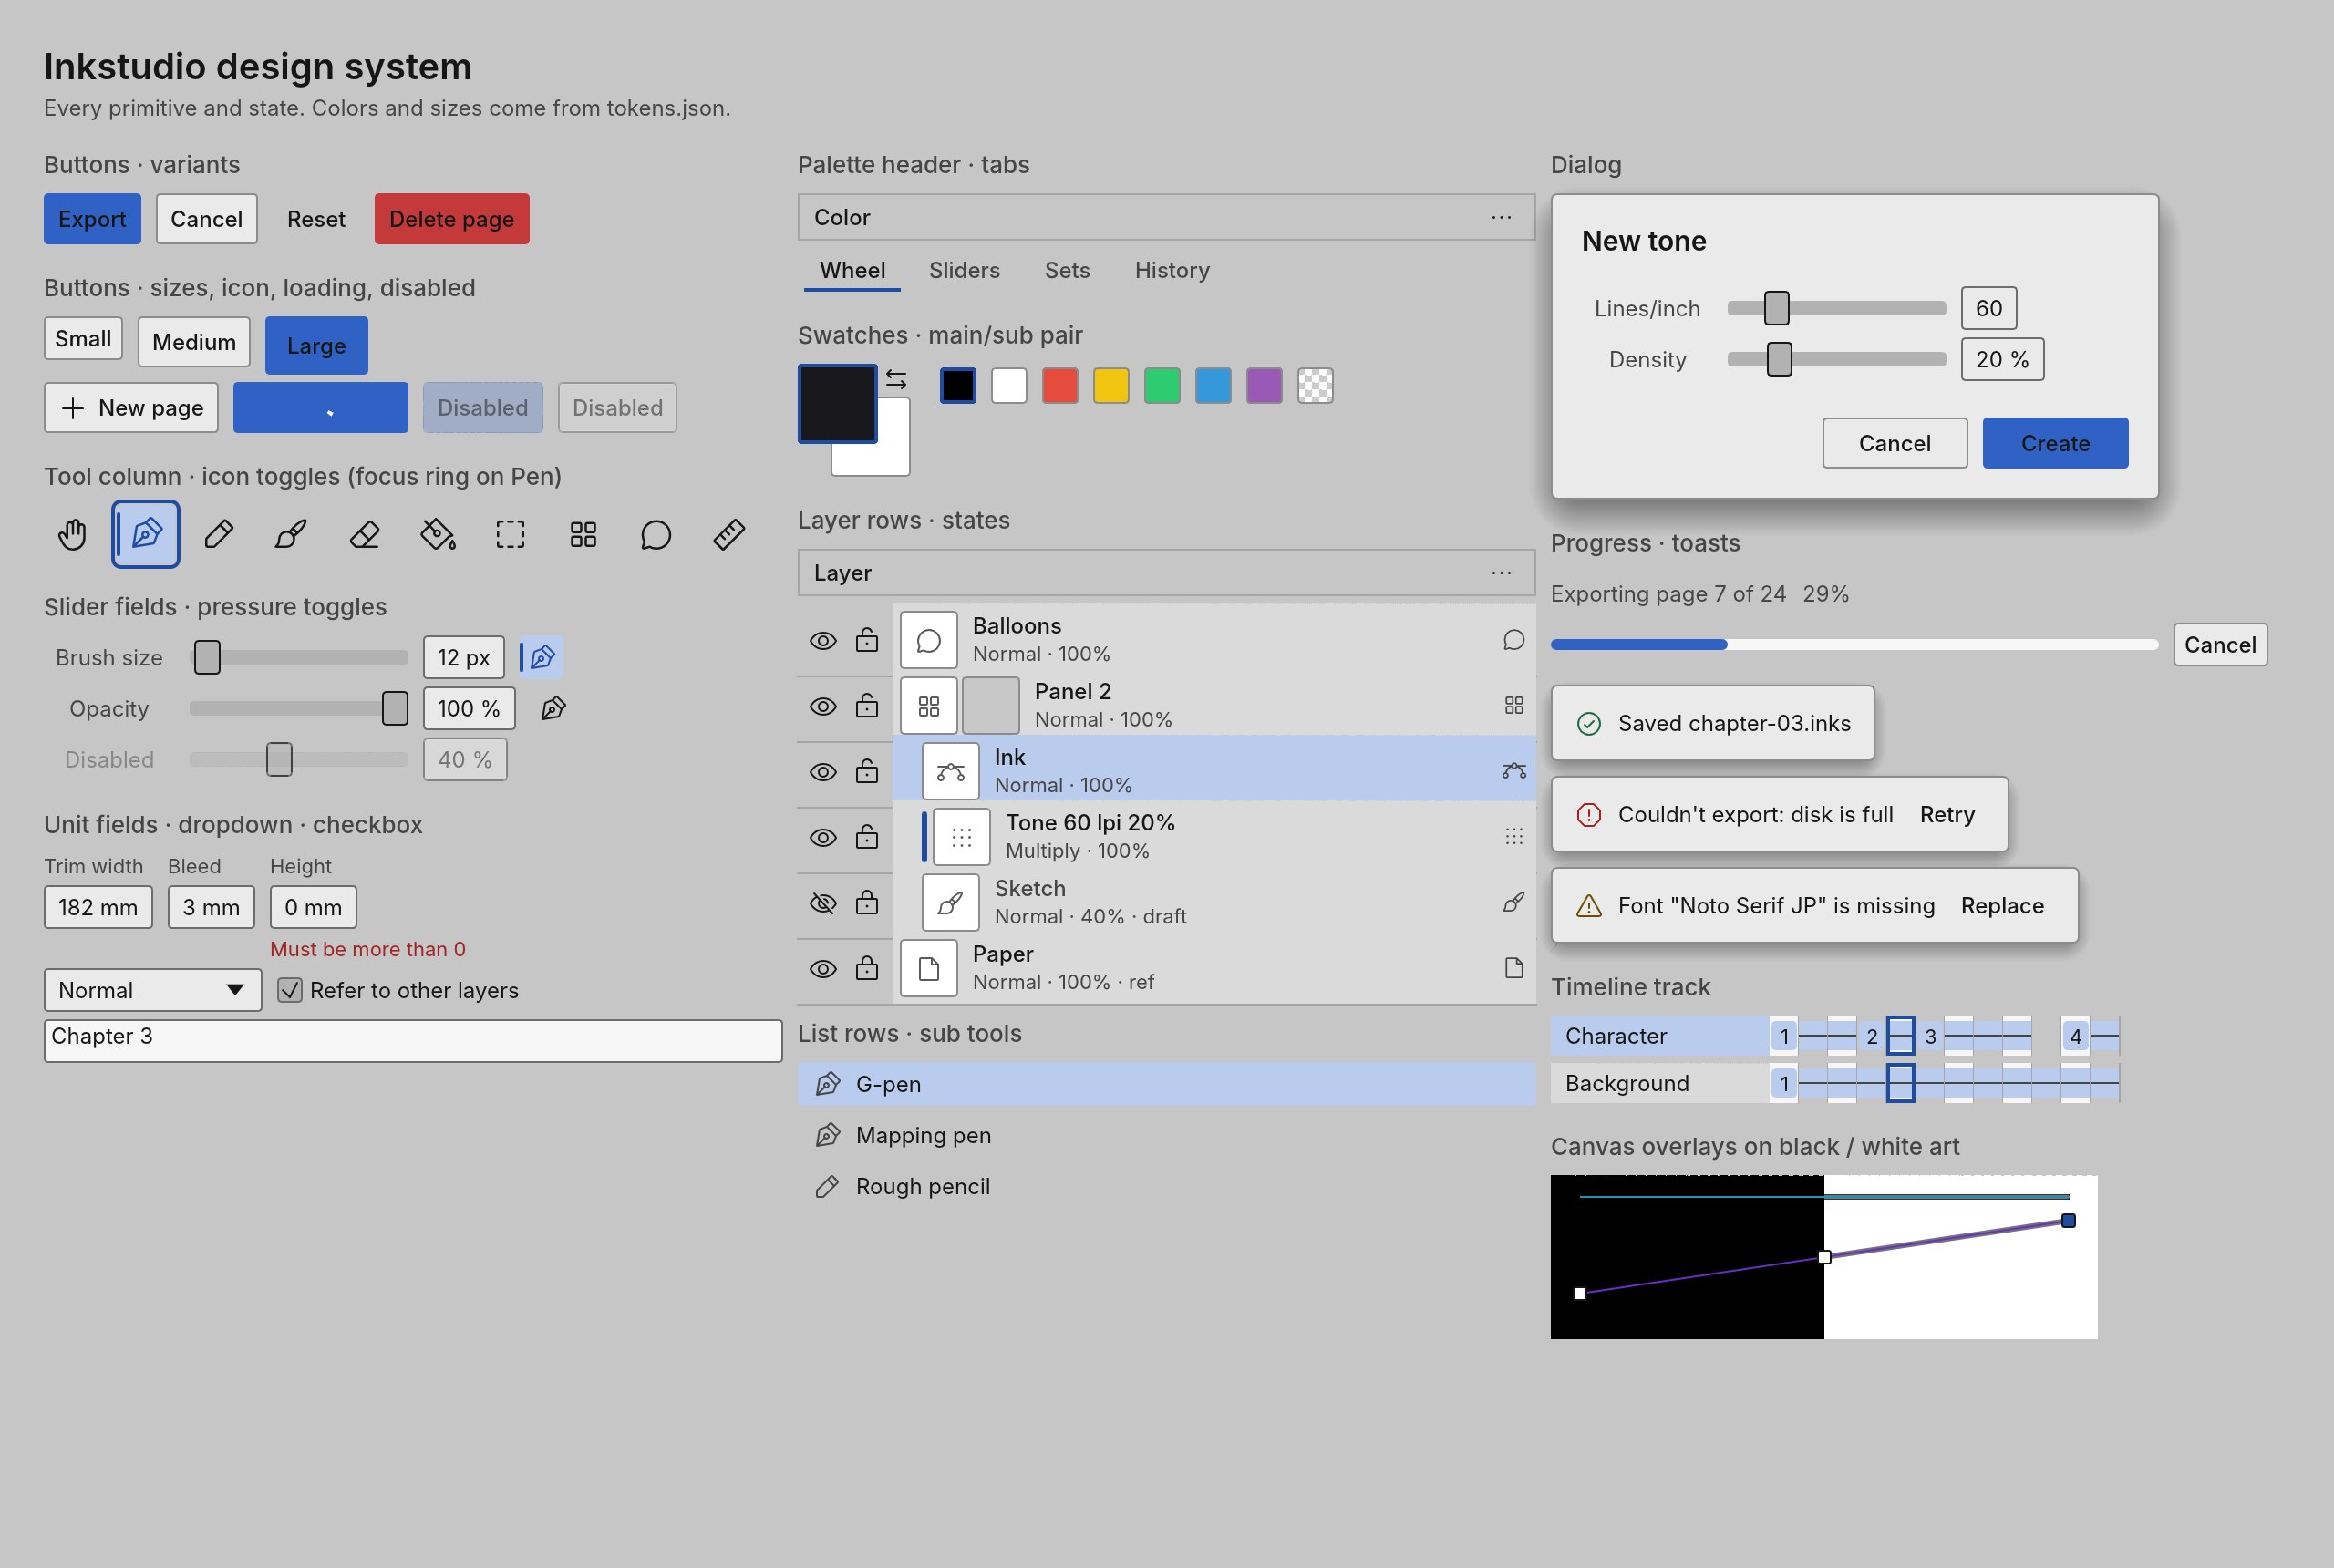 Inkstudio design system
Every primitive and state. Colors and sizes come from tokens.json.
Buttons · variants
Export
Cancel
Reset
Delete page
Buttons · sizes, icon, loading, disabled
Small
Medium
Large
New page
Disabled
Disabled
Tool column · icon toggles (focus ring on Pen)
Slider fields · pressure toggles
Brush size
12 px
Opacity
100 %
Disabled
40 %
Unit fields · dropdown · checkbox
Trim width
Bleed
Height
182 mm
3 mm
0 mm
Must be more than 0
Normal
Refer to other layers
Chapter 3
Palette header · tabs
Color
...
Wheel
Sliders
Sets
History
Swatches · main/sub pair
Layer rows · states
Layer
...
Balloons
Normal · 100%
Panel 2
Normal · 100%
Ink
Normal · 100%
Tone 60 lpi 20%
Multiply · 100%
Sketch
Normal · 40% · draft
Paper
Normal · 100% · ref
List rows · sub tools
G-pen
Mapping pen
Rough pencil
Dialog
New tone
Lines/inch
60
Density
20 %
Cancel
Create
Progress · toasts
Exporting page 7 of 24 29%
Cancel
Saved chapter-03.inks
Couldn't export: disk is full
Retry
Font "Noto Serif JP" is missing
Replace
Timeline track
Character
1
2
3
4
Background
1
Canvas overlays on black / white art